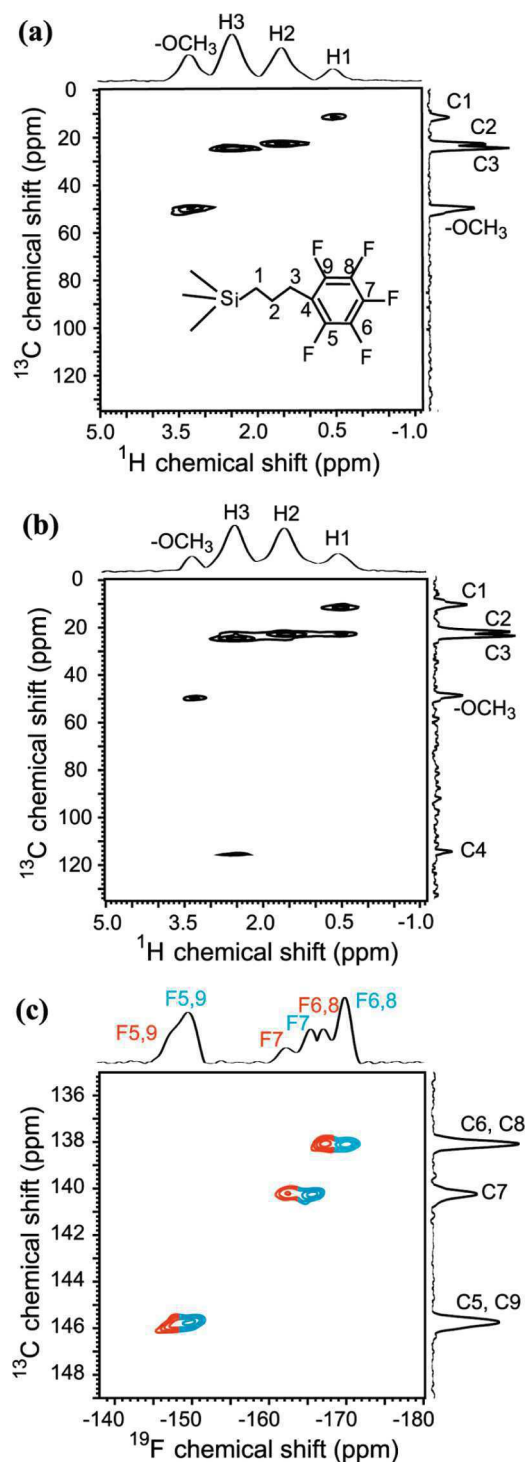 (a)
-OCH3 H3 H2 H1
0
20
40
60
80
100
120
13C chemical shift (ppm)
C1
C2
C3
-OCH3
Si 1 2 3 4 5 6 7 8 9 F F F F F
5.0 3.5 2.0 0.5 -1.0
1H chemical shift (ppm)
(b)
-OCH3 H3 H2 H1
0
20
40
60
80
100
120
13C chemical shift (ppm)
C1
C2
C3
-OCH3
C4
5.0 3.5 2.0 0.5 -1.0
1H chemical shift (ppm)
(c)
F5,9 F5,9 F7 F7 F6,8 F6,8
136
138
140
142
144
146
148
13C chemical shift (ppm)
C6, C8
C7
C5, C9
-140 -150 -160 -170 -180
19F chemical shift (ppm)